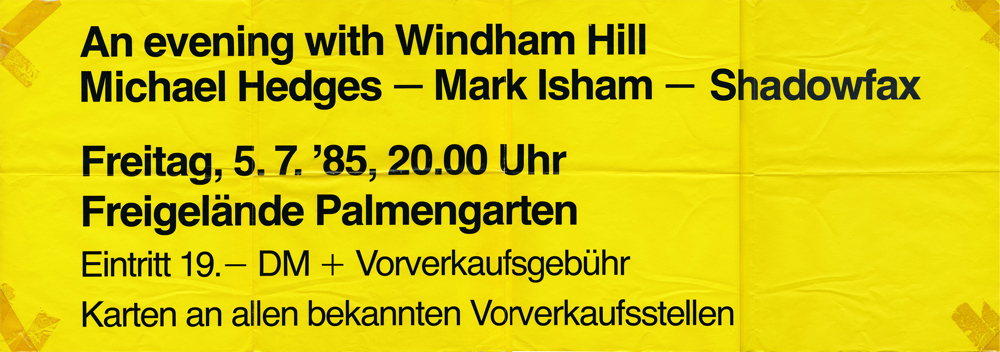 An evening with Windham Hill
Michael Hedges – Mark Isham – Shadowfax
Freitag, 5. 7. ’85, 20.00 Uhr
Freigelände Palmengarten
Eintritt 19.– DM + Vorverkaufsgebühr
Karten an allen bekannten Vorverkaufsstellen